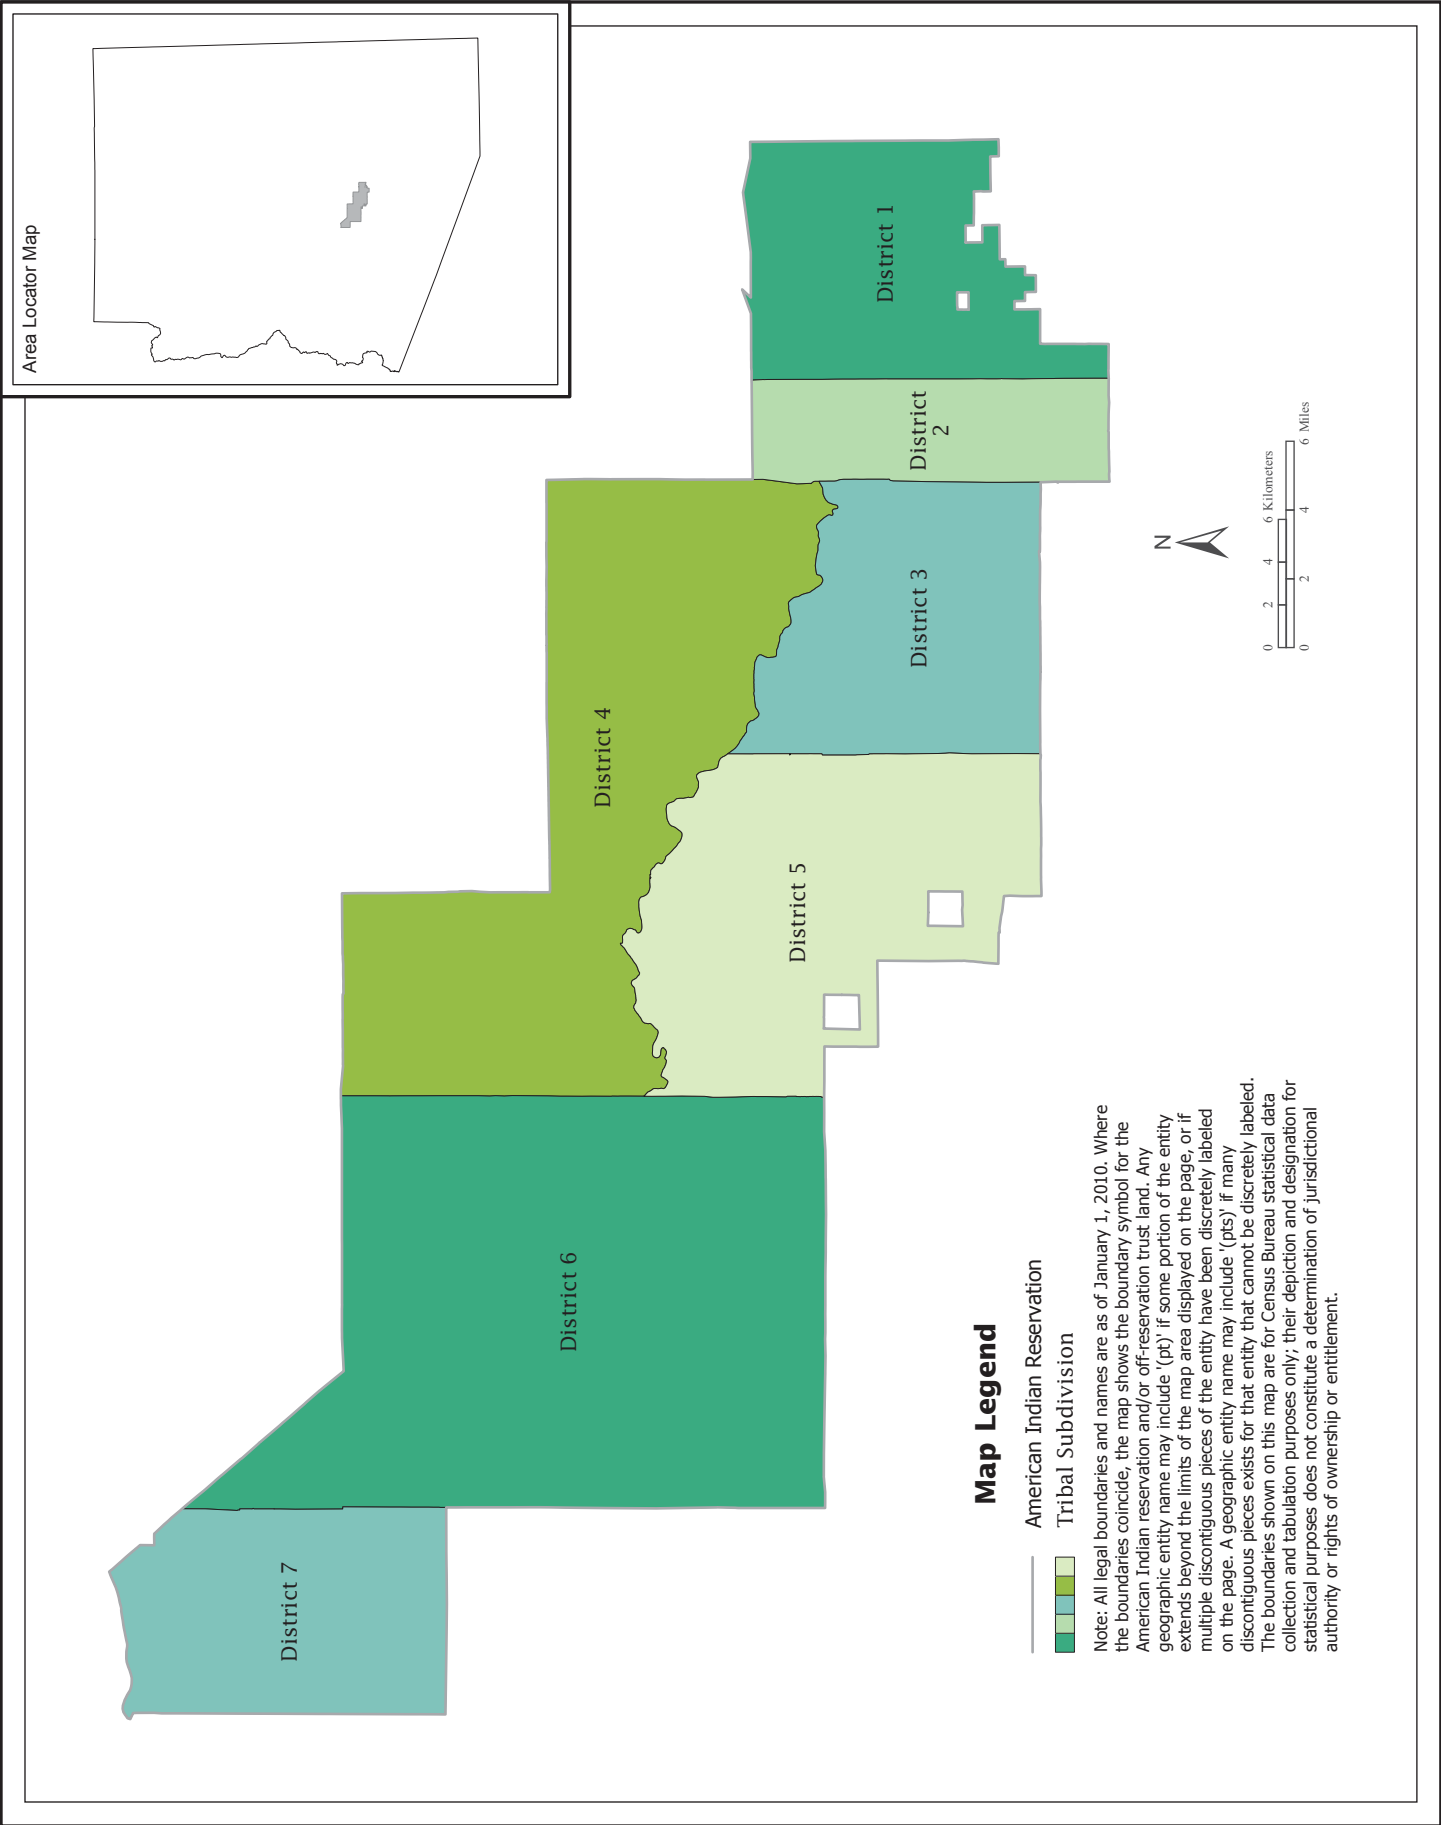 Area Locator Map
District 1
District
2
District 3
District 4
District 5
District 6
District 7
N
0 2 4 6 Kilometers
0 2 4 6 Miles
Map Legend
American Indian Reservation
Tribal Subdivision
Note: All legal boundaries and names are as of January 1, 2010. Where
the boundaries coincide, the map shows the boundary symbol for the
American Indian reservation and/or off-reservation trust land. Any
geographic entity name may include '(pt)' if some portion of the entity
extends beyond the limits of the map area displayed on the page, or if
multiple discontiguous pieces of the entity have been discretely labeled
on the page. A geographic entity name may include '(pts)' if many
discontiguous pieces exists for that entity that cannot be discretely labeled.
The boundaries shown on this map are for Census Bureau statistical data
collection and tabulation purposes only; their depiction and designation for
statistical purposes does not constitute a determination of jurisdictional
authority or rights of ownership or entitlement.